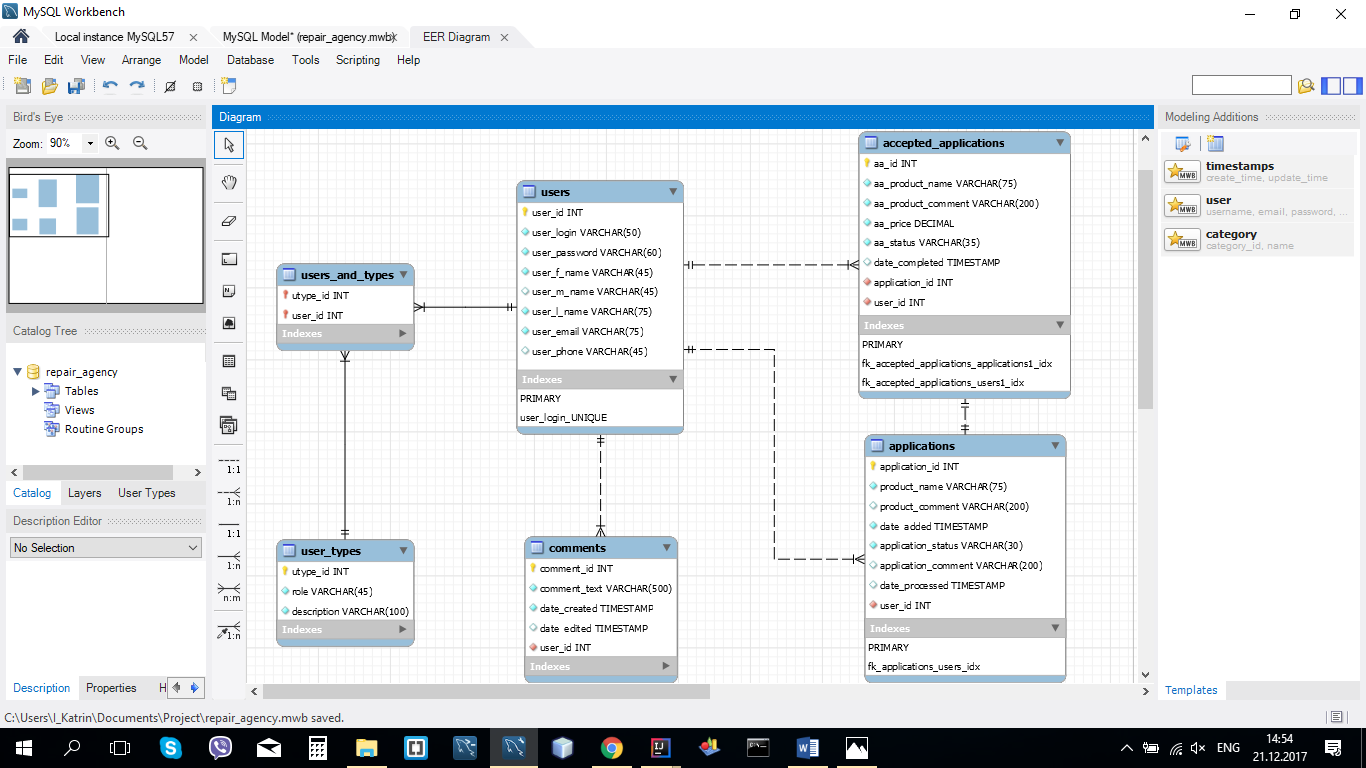 MySQL Workbench
Local instance MySQL57
MySQL Model* (repair_agency.mwb)
EER Diagram
File Edit View Arrange Model Database Tools Scripting Help
Bird's Eye
Zoom: 90%
Catalog Tree
repair_agency
Tables
Views
Routine Groups
Catalog Layers User Types
Description Editor
No Selection
Description Properties H
Diagram
1:1
1:n
1:1
1:n
n:m
1:n
users_and_types
utype_id INT
user_id INT
Indexes
user_types
utype_id INT
role VARCHAR(45)
description VARCHAR(100)
Indexes
users
user_id INT
user_login VARCHAR(50)
user_password VARCHAR(60)
user_f_name VARCHAR(45)
user_m_name VARCHAR(45)
user_l_name VARCHAR(75)
user_email VARCHAR(75)
user_phone VARCHAR(45)
Indexes
PRIMARY
user_login_UNIQUE
comments
comment_id INT
comment_text VARCHAR(500)
date_created TIMESTAMP
date_edited TIMESTAMP
user_id INT
Indexes
accepted_applications
aa_id INT
aa_product_name VARCHAR(75)
aa_product_comment VARCHAR(200)
aa_price DECIMAL
aa_status VARCHAR(35)
date_completed TIMESTAMP
application_id INT
user_id INT
Indexes
PRIMARY
fk_accepted_applications_applications1_idx
fk_accepted_applications_users1_idx
applications
application_id INT
product_name VARCHAR(75)
product_comment VARCHAR(200)
date_added TIMESTAMP
application_status VARCHAR(30)
application_comment VARCHAR(200)
date_processed TIMESTAMP
user_id INT
Indexes
PRIMARY
fk_applications_users_idx
Modeling Additions
MWB
timestamps
create_time, update_time
MWB
user
username, email, password, ...
MWB
category
category_id, name
Templates
C:\Users\I_Katrin\Documents\Project\repair_agency.mwb saved.
ENG
14:54
21.12.2017